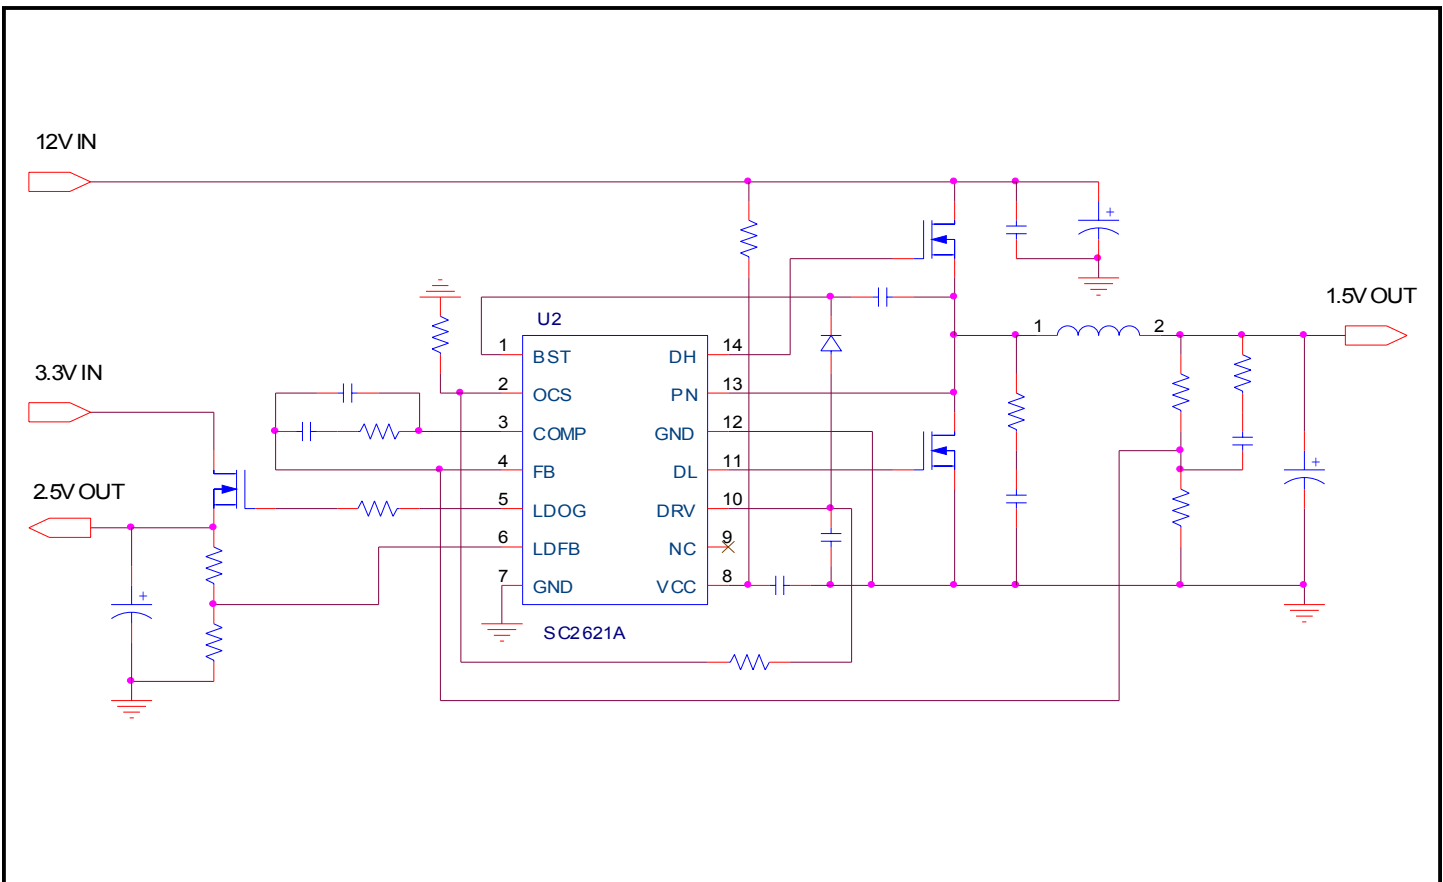 12V IN
1.5V OUT
3.3V IN
2.5V OUT
U2
1 BST DH 14
2 OCS PN 13
3 COMP GND 12
4 FB DL 11
5 LDOG DRV 10
6 LDFB NC 9
7 GND VCC 8
SC2621A
1 2
+
+
+